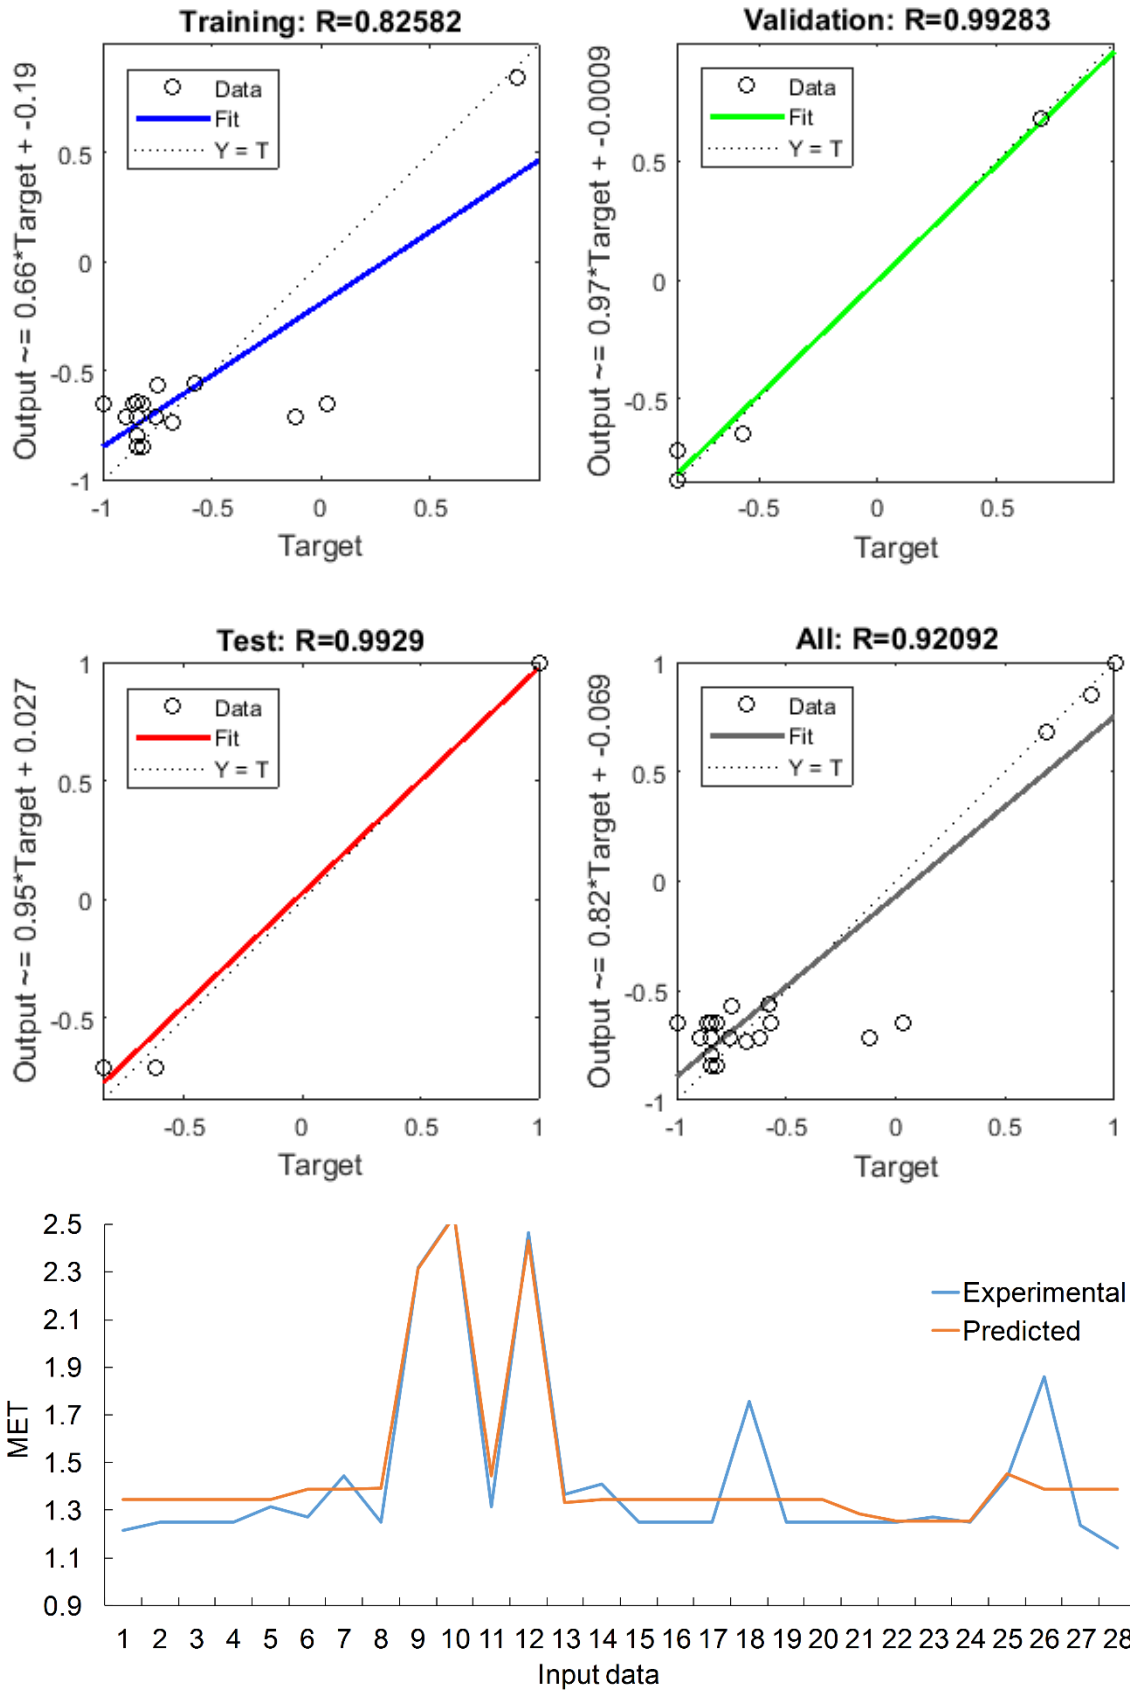 Training: R=0.82582
Output ~= 0.66*Target + -0.19
Data
Fit
Y = T
0.5
0
-0.5
-1
-1 -0.5 0 0.5
Target
Validation: R=0.99283
Output ~= 0.97*Target + -0.0009
Data
Fit
Y = T
0.5
0
-0.5
-0.5 0 0.5
Target
Test: R=0.9929
Output ~= 0.95*Target + 0.027
Data
Fit
Y = T
1
0.5
0
-0.5
-0.5 0 0.5 1
Target
All: R=0.92092
Output ~= 0.82*Target + -0.069
Data
Fit
Y = T
1
0.5
0
-0.5
-1
-1 -0.5 0 0.5 1
Target
MET
2.5
2.3
2.1
1.9
1.7
1.5
1.3
1.1
0.9
Experimental
Predicted
1 2 3 4 5 6 7 8 9 10 11 12 13 14 15 16 17 18 19 20 21 22 23 24 25 26 27 28
Input data